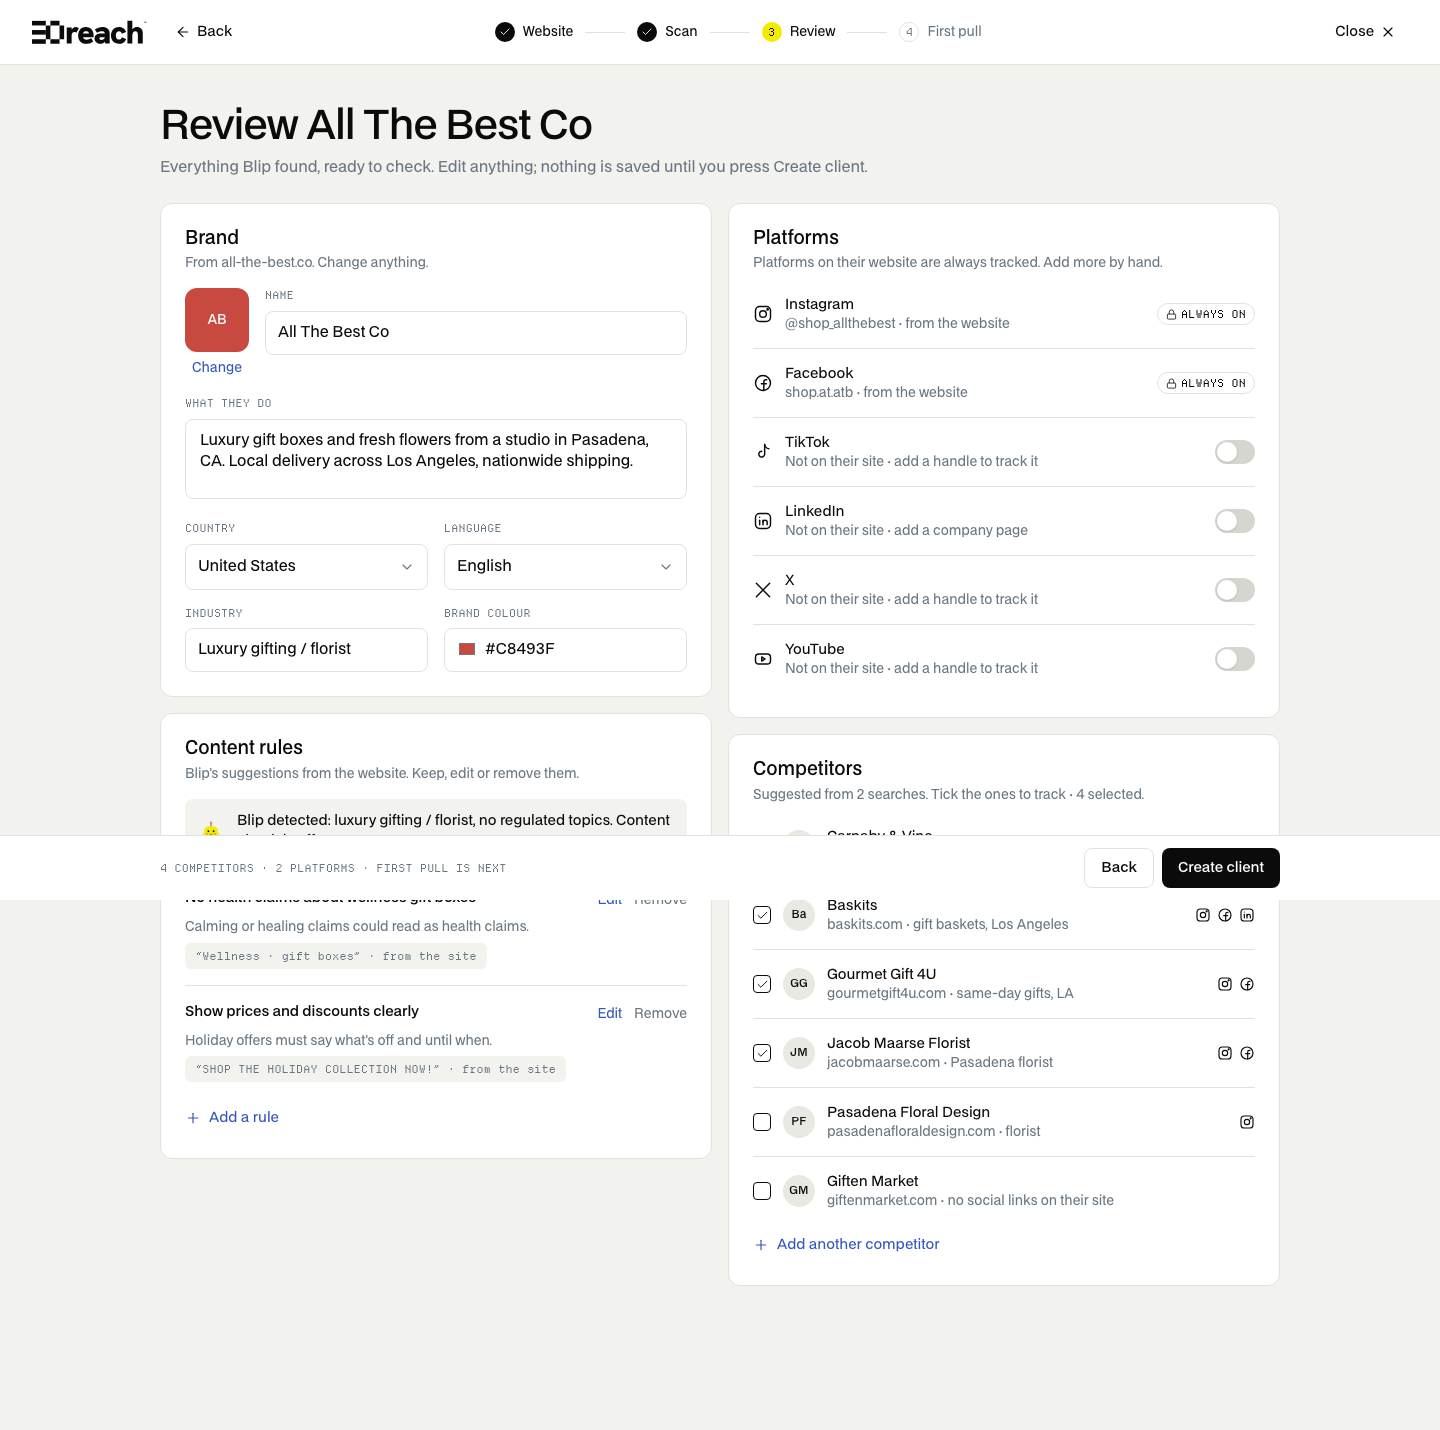 reach
Back
Website
Scan
3
Review
4
First pull
Close
Review All The Best Co
Everything Blip found, ready to check. Edit anything; nothing is saved until you press Create client.
Brand
From all-the-best.co. Change anything.
AB
Change
NAME
All The Best Co
WHAT THEY DO
Luxury gift boxes and fresh flowers from a studio in Pasadena,
CA. Local delivery across Los Angeles, nationwide shipping.
COUNTRY
United States
LANGUAGE
English
INDUSTRY
Luxury gifting / florist
BRAND COLOUR
#C8493F
Content rules
Blip's suggestions from the website. Keep, edit or remove them.
Blip detected: luxury gifting / florist, no regulated topics. Content
No health claims about wellness gift boxes
Edit Remove
Calming or healing claims could read as health claims.
“Wellness · gift boxes” · from the site
Show prices and discounts clearly
Edit Remove
Holiday offers must say what's off and until when.
“SHOP THE HOLIDAY COLLECTION NOW!” · from the site
Add a rule
Platforms
Platforms on their website are always tracked. Add more by hand.
Instagram
@shop_allthebest · from the website
ALWAYS ON
Facebook
shop.at.atb · from the website
ALWAYS ON
TikTok
Not on their site · add a handle to track it
LinkedIn
Not on their site · add a company page
X
Not on their site · add a handle to track it
YouTube
Not on their site · add a handle to track it
Competitors
Suggested from 2 searches. Tick the ones to track · 4 selected.
Carnaby & Vine
4 COMPETITORS · 2 PLATFORMS · FIRST PULL IS NEXT
Back
Create client
Ba
Baskits
baskits.com · gift baskets, Los Angeles
GG
Gourmet Gift 4U
gourmetgift4u.com · same-day gifts, LA
JM
Jacob Maarse Florist
jacobmaarse.com · Pasadena florist
PF
Pasadena Floral Design
pasadenafloraldesign.com · florist
GM
Giften Market
giftenmarket.com · no social links on their site
Add another competitor